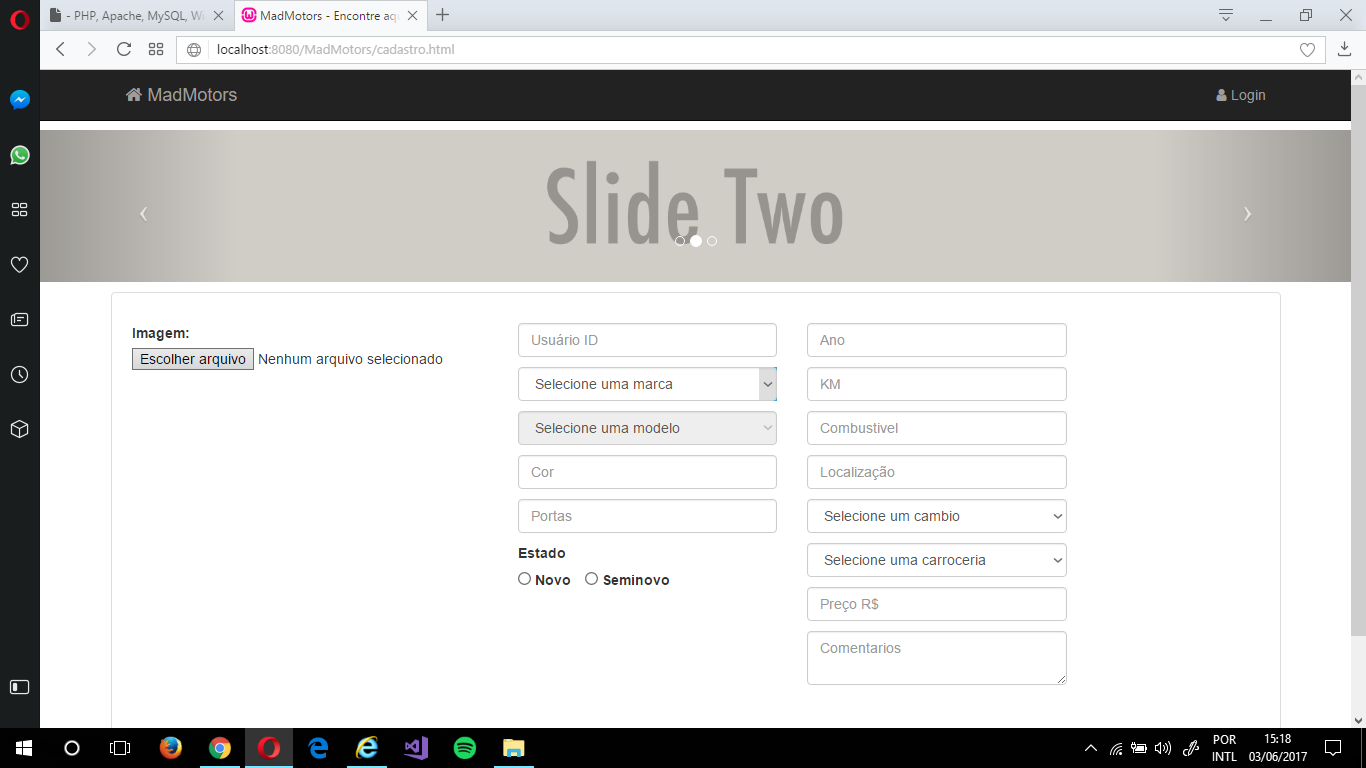 - PHP, Apache, MySQL, Wi
MadMotors - Encontre aq
localhost:8080/MadMotors/cadastro.html
MadMotors
Login
Slide Two
Imagem:
Escolher arquivo Nenhum arquivo selecionado
Usuário ID
Selecione uma marca
Selecione uma modelo
Cor
Portas
Estado
Novo
Seminovo
Ano
KM
Combustivel
Localização
Selecione um cambio
Selecione uma carroceria
Preço R$
Comentarios
POR
INTL
15:18
03/06/2017